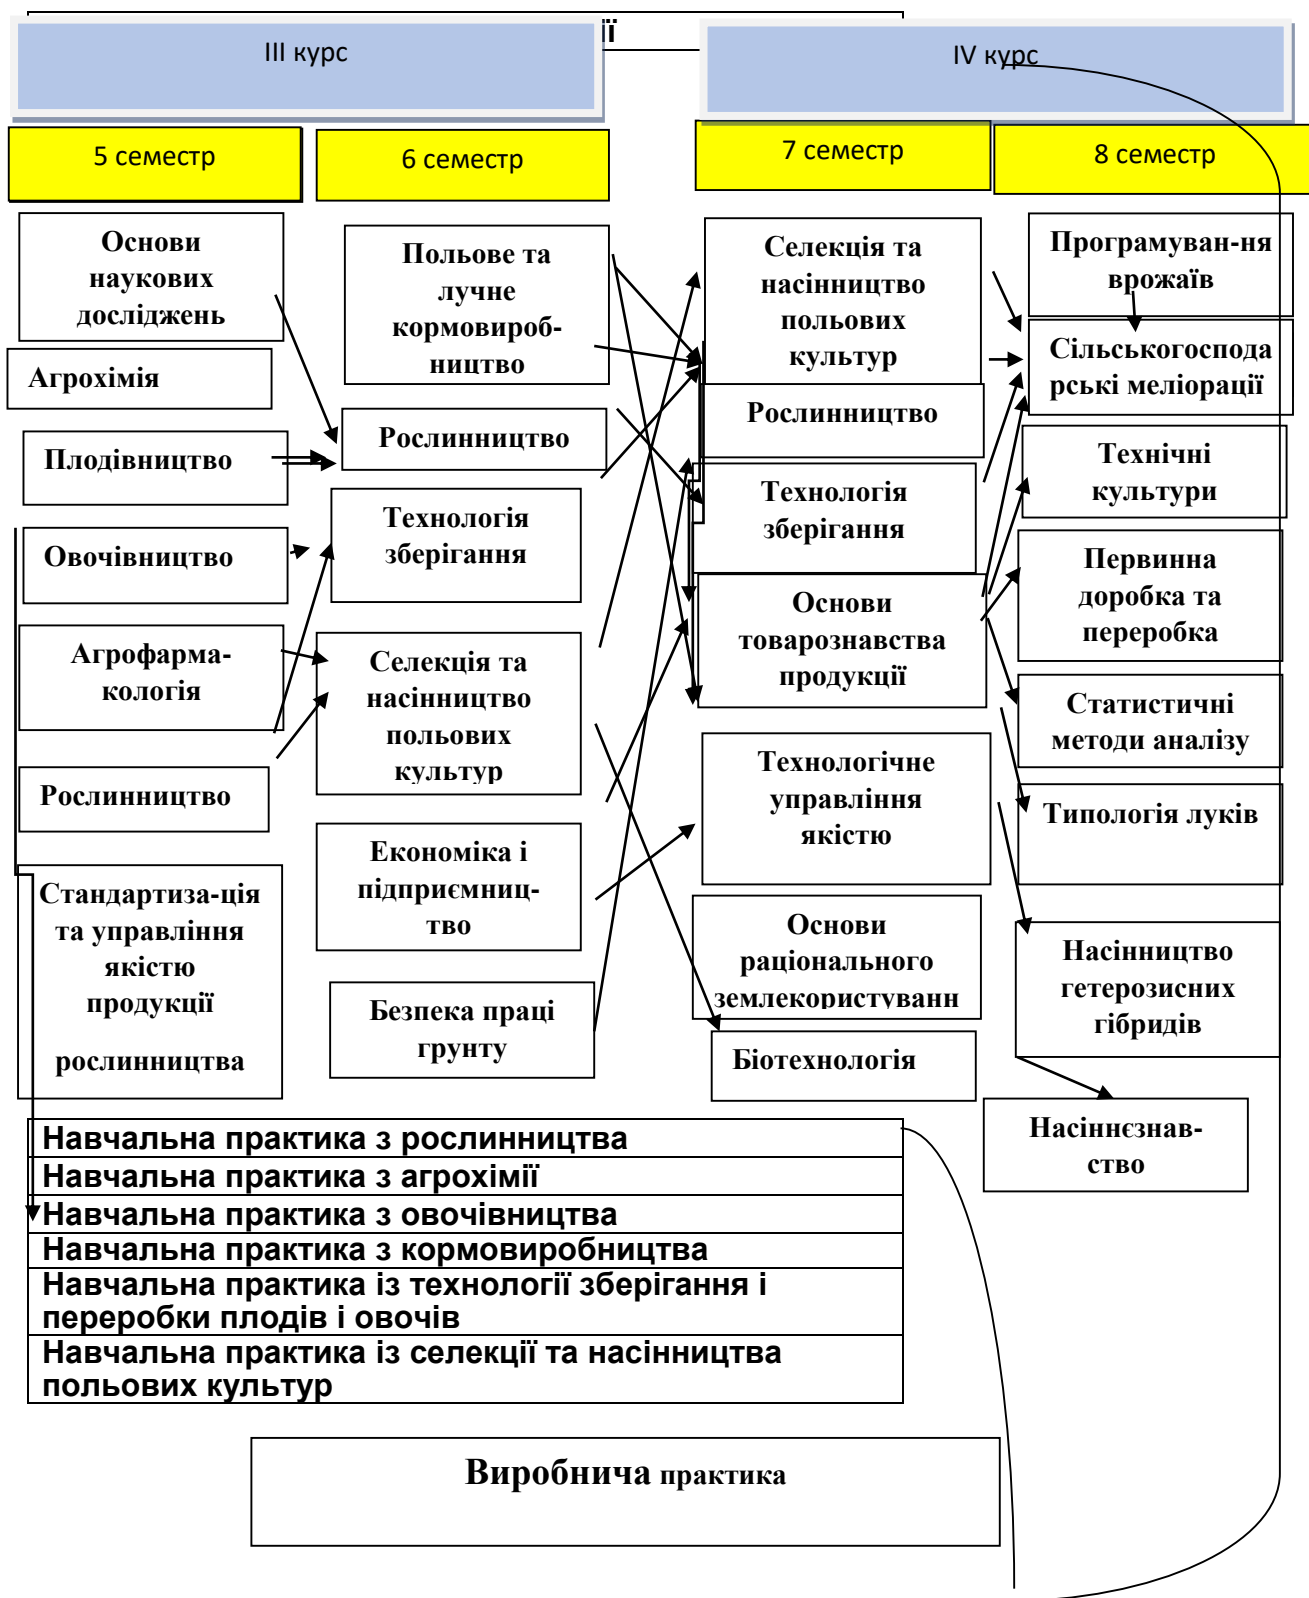 ії
ІІІ курс
ІV курс
5 семестр
6 семестр
7 семестр
8 семестр
Основи
наукових
досліджень
Агрохімія
Плодівництво
Овочівництво
Агрофарма-
кологія
Рослинництво
Стандартиза-ція
та управління
якістю
продукції
рослинництва
Польове та
лучне
кормовироб-
ництво
Рослинництво
Технологія
зберігання
Селекція та
насінництво
польових
культур
Економіка і
підприємниц-
тво
Безпека праці
грунту
Селекція та
насінництво
польових
культур
Рослинництво
Технологія
зберігання
Основи
товарознавства
продукції
Технологічне
управління
якістю
Основи
раціонального
землекористуванн
Біотехнологія
Програмуван-ня
врожаїв
Сільськогоспода
рські меліорації
Технічні
культури
Первинна
доробка та
переробка
Статистичні
методи аналізу
Типологія луків
Насінництво
гетерозисних
гібридів
Насіннєзнав-
ство
Навчальна практика з рослинництва
Навчальна практика з агрохімії
Навчальна практика з овочівництва
Навчальна практика з кормовиробництва
Навчальна практика із технології зберігання і
переробки плодів і овочів
Навчальна практика із селекції та насінництва
польових культур
Виробнича практика